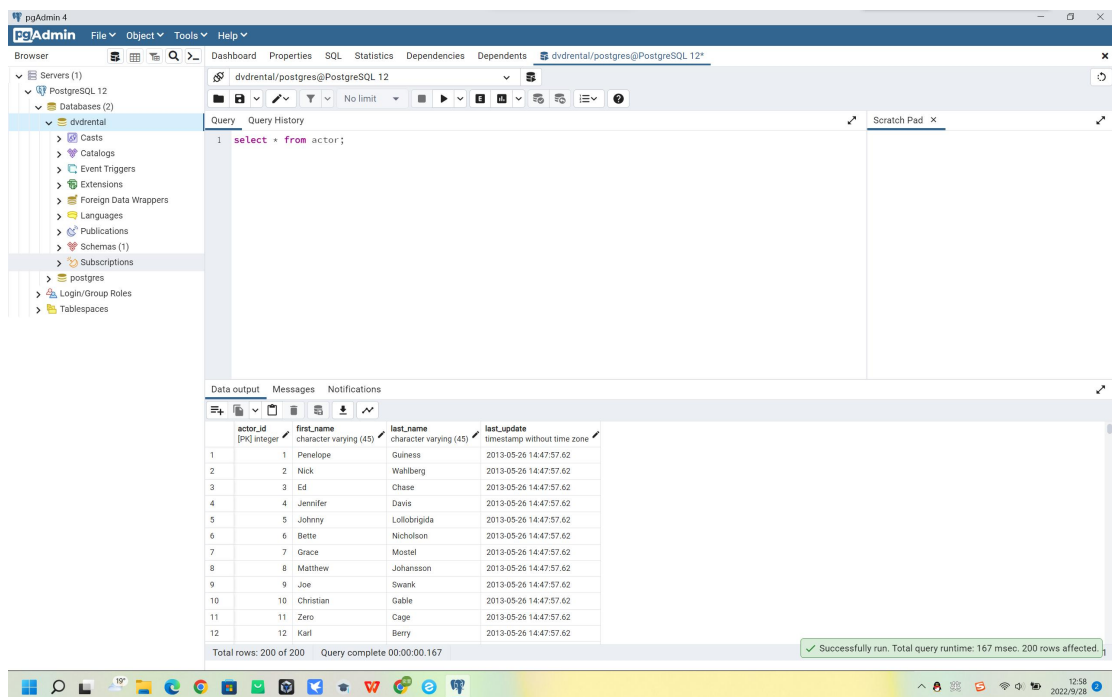 pgAdmin 4
pgAdmin File Object Tools Help
Browser Dashboard Properties SQL Statistics Dependencies Dependents dvdrental/postgres@PostgreSQL 12*
Servers (1)
dvdrental/postgres@PostgreSQL 12
PostgreSQL 12
Databases (2)
No limit
dvdrental
Query Query History
Scratch Pad
Casts
Catalogs
Event Triggers
Extensions
Foreign Data Wrappers
Languages
Publications
Schemas (1)
Subscriptions
postgres
Login/Group Roles
Tablespaces
1 select * from actor;
Data output Messages Notifications
actor_id first_name last_name last_update
[PK] integer character varying (45) character varying (45) timestamp without time zone
1 1 Penelope Guiness 2013-05-26 14:47:57.62
2 2 Nick Wahlberg 2013-05-26 14:47:57.62
3 3 Ed Chase 2013-05-26 14:47:57.62
4 4 Jennifer Davis 2013-05-26 14:47:57.62
5 5 Johnny Lollobrigida 2013-05-26 14:47:57.62
6 6 Bette Nicholson 2013-05-26 14:47:57.62
7 7 Grace Mostel 2013-05-26 14:47:57.62
8 8 Matthew Johansson 2013-05-26 14:47:57.62
9 9 Joe Swank 2013-05-26 14:47:57.62
10 10 Christian Gable 2013-05-26 14:47:57.62
11 11 Zero Cage 2013-05-26 14:47:57.62
12 12 Karl Berry 2013-05-26 14:47:57.62
Total rows: 200 of 200 Query complete 00:00:00.167
Successfully run. Total query runtime: 167 msec. 200 rows affected.
19°
12:58
2022/9/28